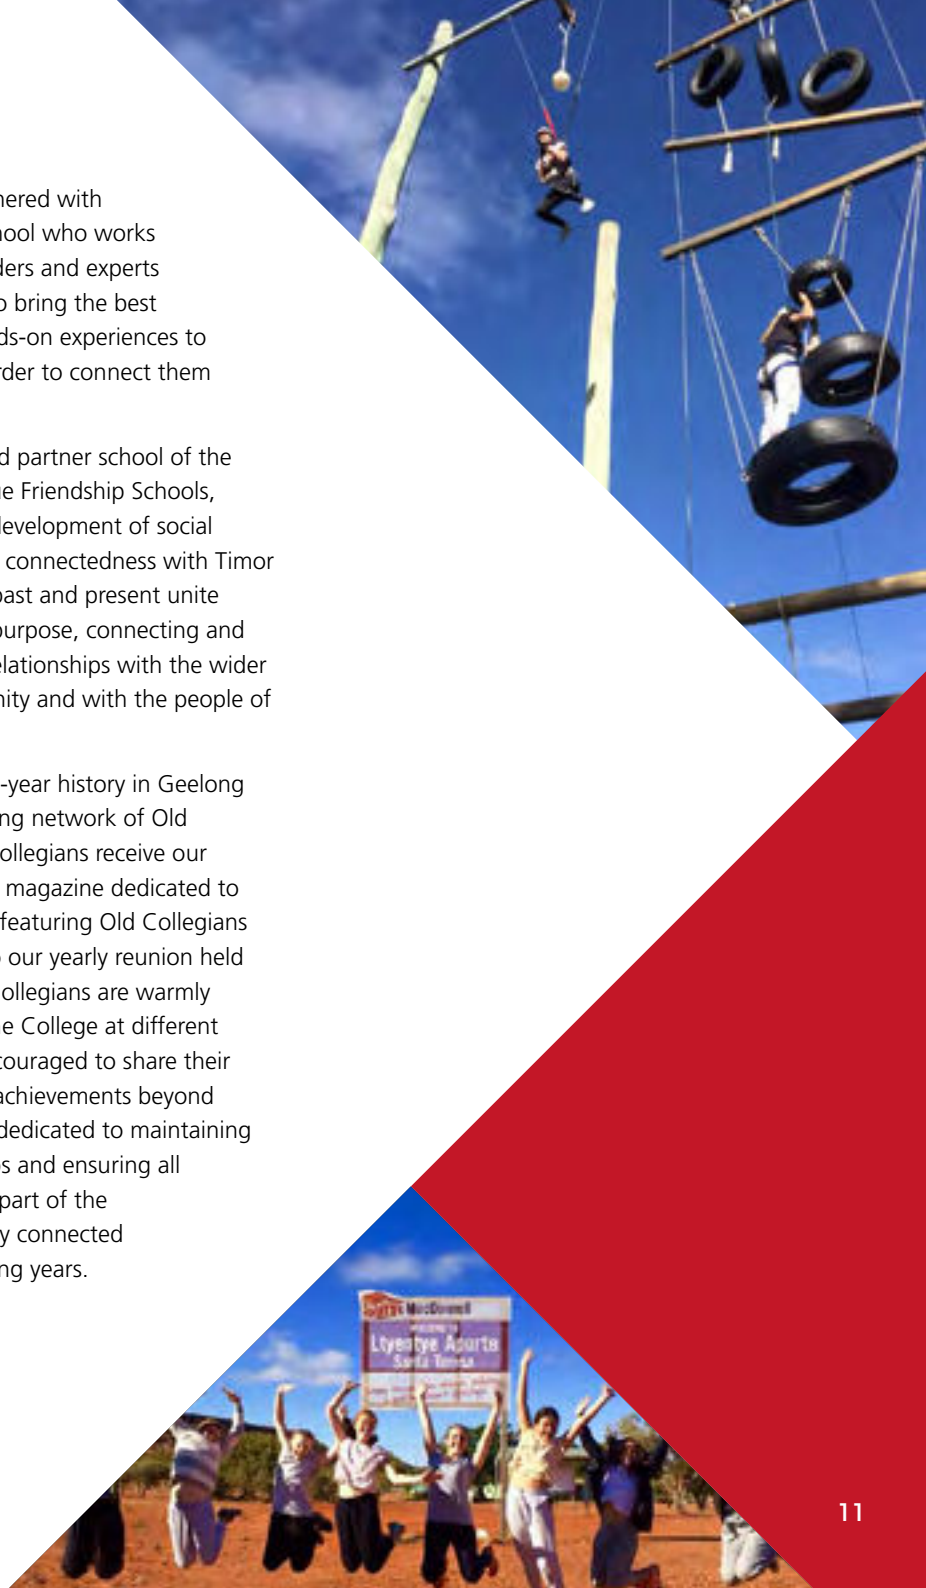 nered with
hool who works
ders and experts
o bring the best
ds-on experiences to
rder to connect them
d partner school of the
ue Friendship Schools,
development of social
connectedness with Timor
past and present unite
purpose, connecting and
elationships with the wider
nity and with the people of
-year history in Geelong
ng network of Old
ollegians receive our
magazine dedicated to
featuring Old Collegians
o our yearly reunion held
ollegians are warmly
ne College at different
couraged to share their
achievements beyond
dedicated to maintaining
s and ensuring all
part of the
y connected
ng years.
MacDonnell
Ltyentye Apurte
Santa Teresa
11